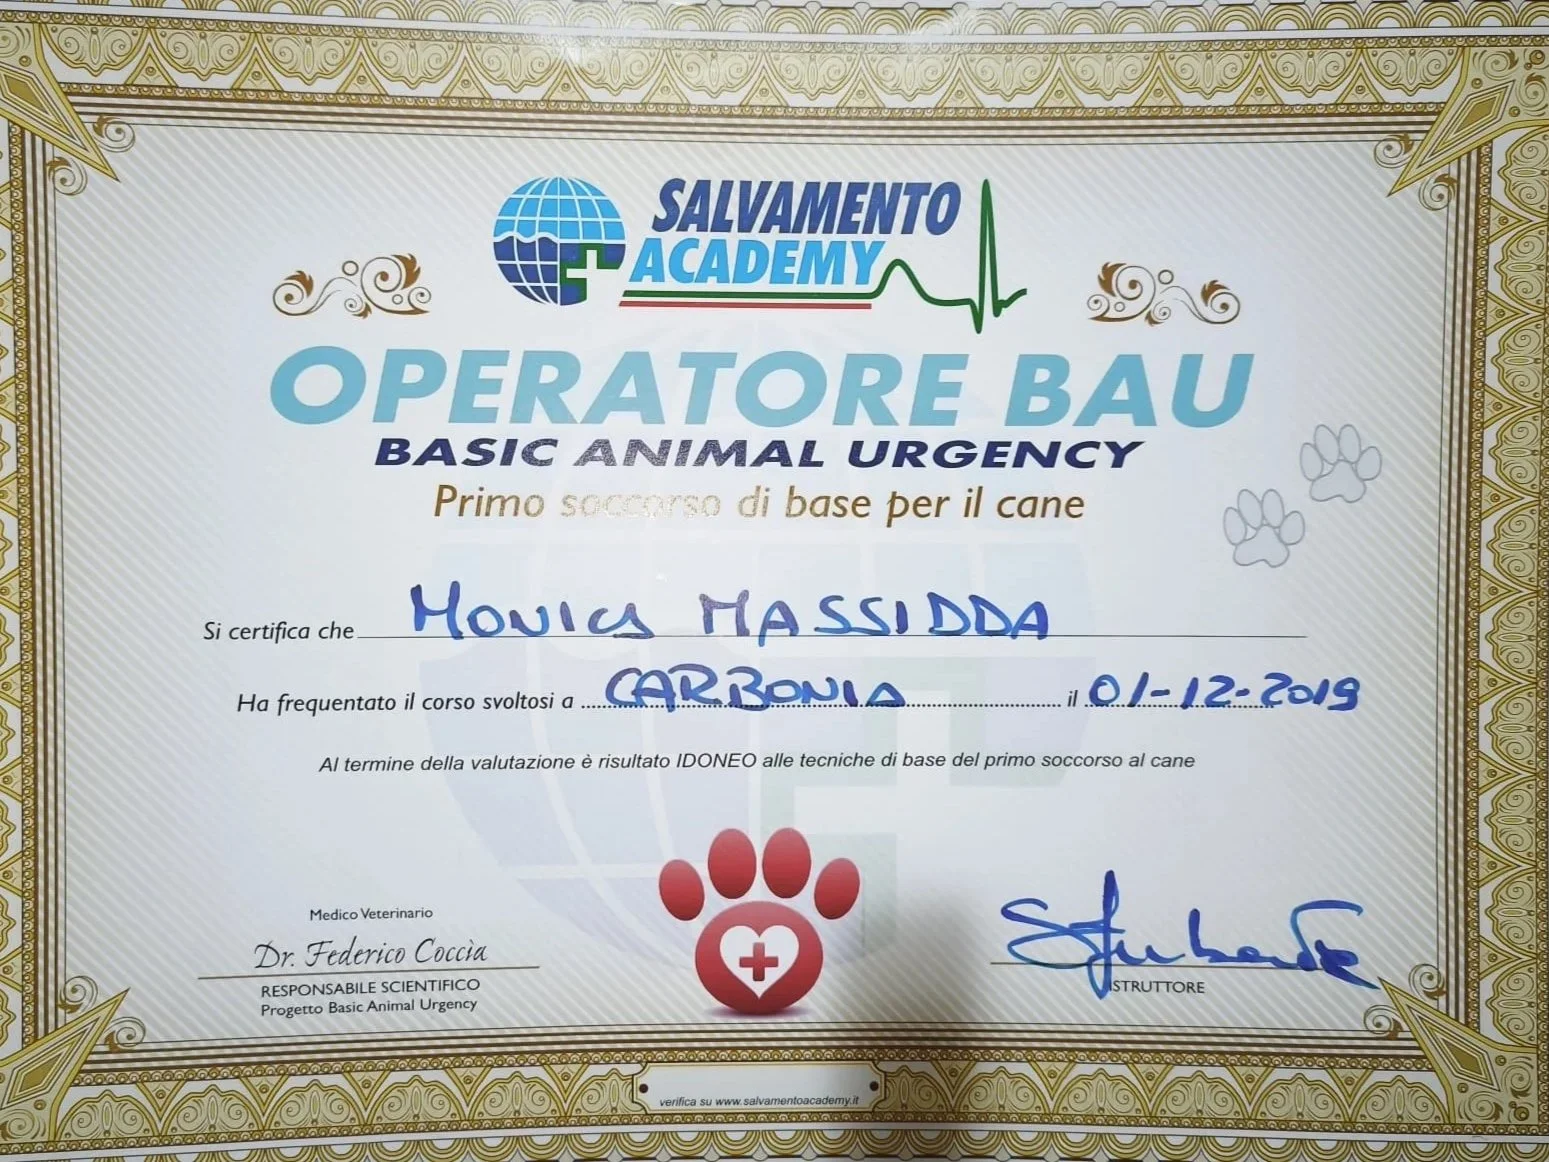 SALVAMENTO
ACADEMY
OPERATORE BAU
BASIC ANIMAL URGENCY
Primo soccorso di base per il cane
Si certifica che MONICA MASSIDDA
Ha frequentato il corso svoltosi a CARBONIA il 01-12-2019
Al termine della valutazione è risultato IDONEO alle tecniche di base del primo soccorso al cane
Medico Veterinario
Dr. Federico Coccìa
RESPONSABILE SCIENTIFICO
Progetto Basic Animal Urgency
ISTRUTTORE
verifica su www.salvamentoacademy.it